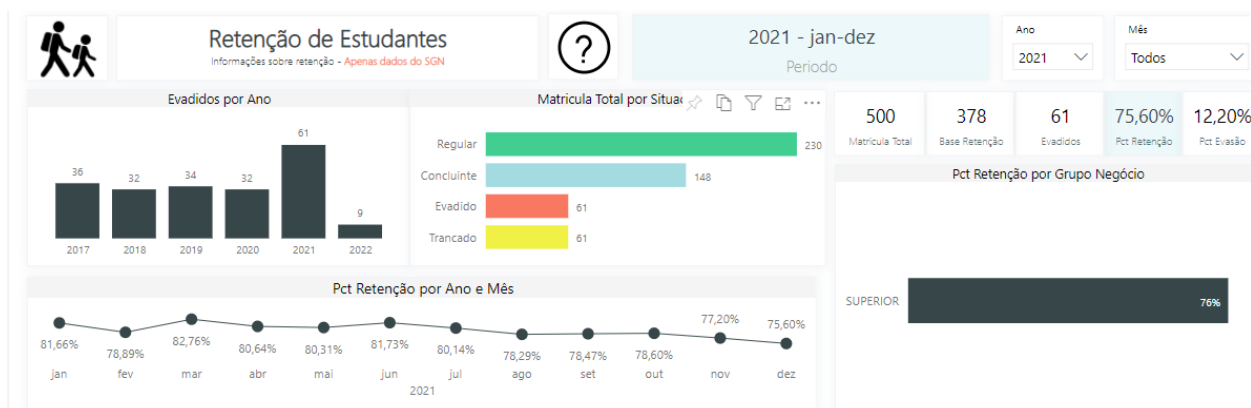 Retenção de Estudantes
Informações sobre retenção - Apenas dados do SGN
?
2021 - jan-dez
Periodo
Ano
2021
Mês
Todos
Evadidos por Ano
36
32
34
32
61
9
2017
2018
2019
2020
2021
2022
Matricula Total por Situaç
Regular
230
Concluinte
148
Evadido
61
Trancado
61
500
Matricula Total
378
Base Retenção
61
Evadidos
75,60%
Pct Retenção
12,20%
Pct Evasão
Pct Retenção por Grupo Negócio
SUPERIOR
76%
Pct Retenção por Ano e Mês
81,66%
78,89%
82,76%
80,64%
80,31%
81,73%
80,14%
78,29%
78,47%
78,60%
77,20%
75,60%
jan
fev
mar
abr
mai
jun
jul
ago
set
out
nov
dez
2021